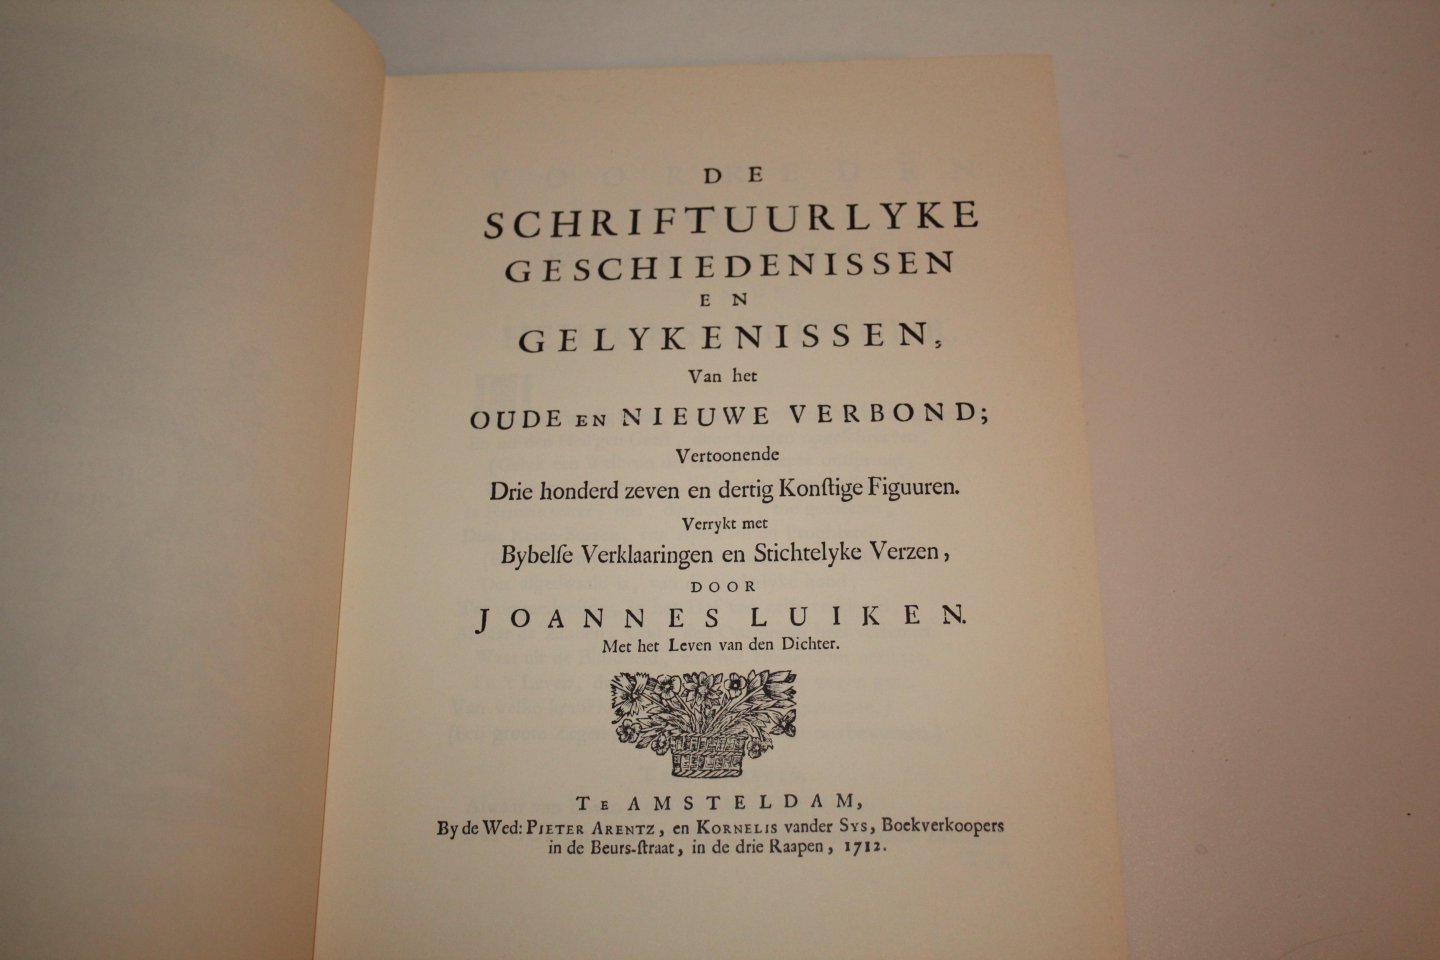 DE
SCHRIFTUURLYKE
GESCHIEDENISSEN
EN
GELYKENISSEN,
Van het
OUDE EN NIEUWE VERBOND;
Vertoonende
Drie honderd zeven en dertig Konſtige Figuuren.
Verrykt met
Bybelſe Verklaaringen en Stichtelyke Verzen,
DOOR
JOANNES LUIKEN.
Met het Leven van den Dichter.
TE AMSTELDAM,
By de Wed: PIETER ARENTZ, en KORNELIS vander SYS, Boekverkoopers
in de Beurs-ſtraat, in de drie Raapen, 1712.